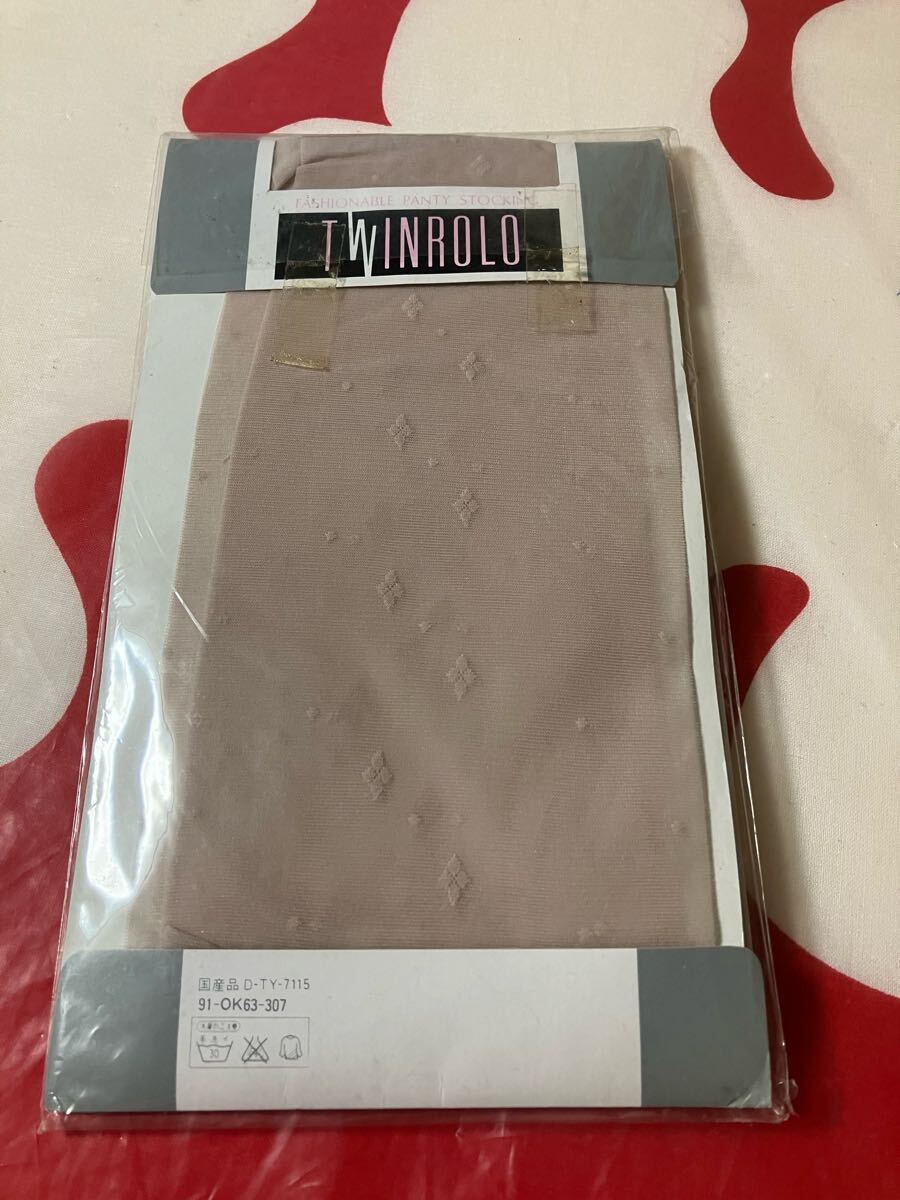 FASHIONABLE PANTY STOCKING
TWINROLO
国産品 D-TY-7115
91-OK63-307
30